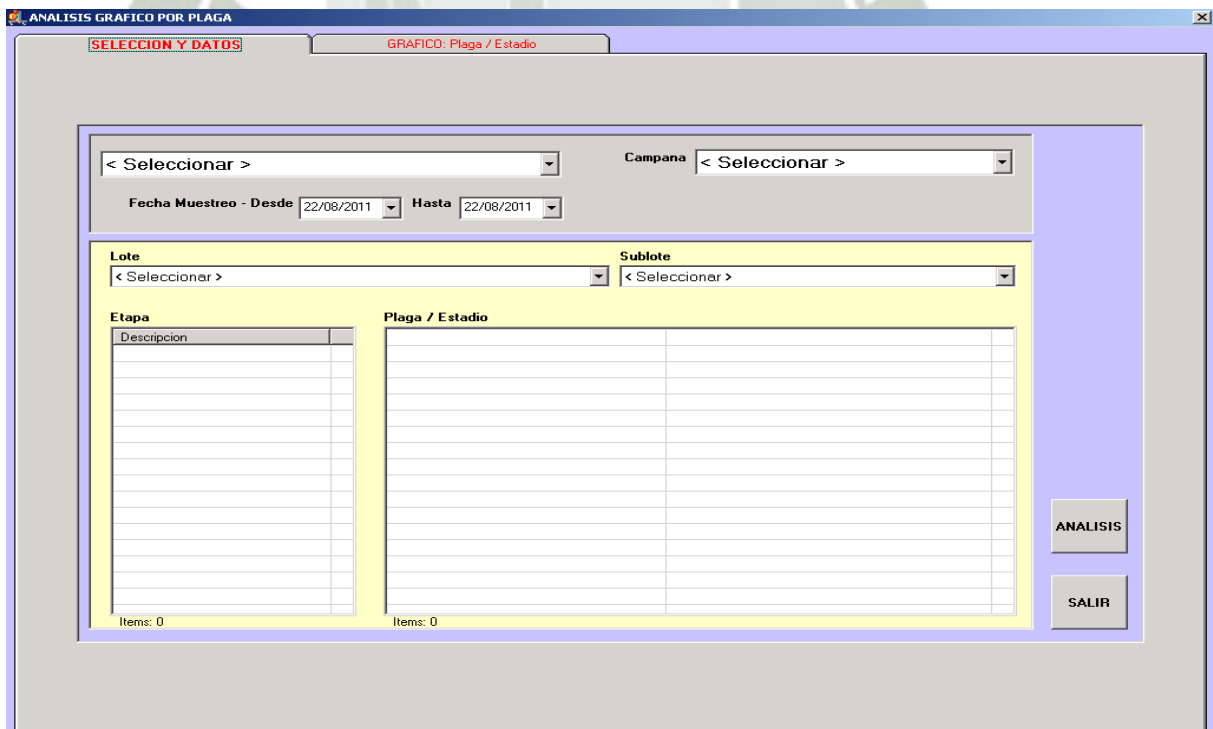 ANALISIS GRAFICO POR PLAGA
SELECCION Y DATOS GRAFICO: Plaga / Estadio
< Seleccionar > Campana < Seleccionar >
Fecha Muestreo - Desde 22/08/2011 Hasta 22/08/2011
Lote Sublote
< Seleccionar > < Seleccionar >
Etapa Plaga / Estadio
Descripcion
ANALISIS
SALIR
Items: 0 Items: 0